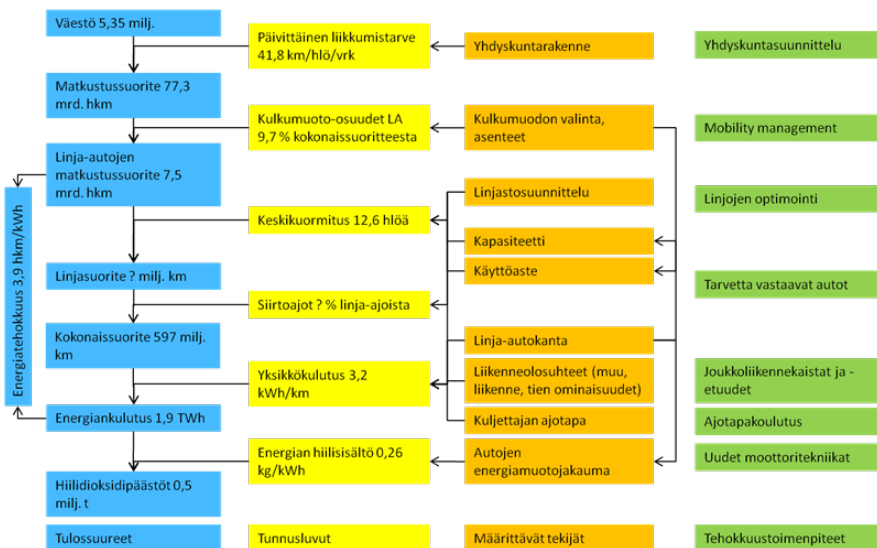 Väestö 5,35 milj.
Päivittäinen liikkumistarve
41,8 km/hlö/vrk
Yhdyskuntarakenne
Yhdyskuntasuunnittelu
Matkustussuorite 77,3
mrd. hkm
Kulkumuoto-osuudet LA
9,7 % kokonaissuoritteesta
Kulkumuodon valinta,
asenteet
Mobility management
Linja-autojen
matkustussuorite 7,5
mrd. hkm
Linjastosuunnittelu
Linjojen optimointi
Energiatehokkuus 3,9 hkm/kWh
Keskikuormitus 12,6 hlöä
Kapasiteetti
Linjasuorite ? milj. km
Käyttöaste
Tarvetta vastaavat autot
Siirtoajot ? % linja-ajoista
Kokonaissuorite 597 milj.
km
Linja-autokanta
Yksikkökulutus 3,2
kWh/km
Liikenneolosuhteet (muu,
liikenne, tien ominaisuudet)
Joukkoliikennekaistat ja -
etuudet
Energiankulutus 1,9 TWh
Kuljettajan ajotapa
Ajotapakoulutus
Energian hiilisisältö 0,26
kg/kWh
Autojen
energiamuotojakauma
Uudet moottoritekniikat
Hiilidioksidipäästöt 0,5
milj. t
Tulossuureet
Tunnusluvut
Määrittävät tekijät
Tehokkuustoimenpiteet